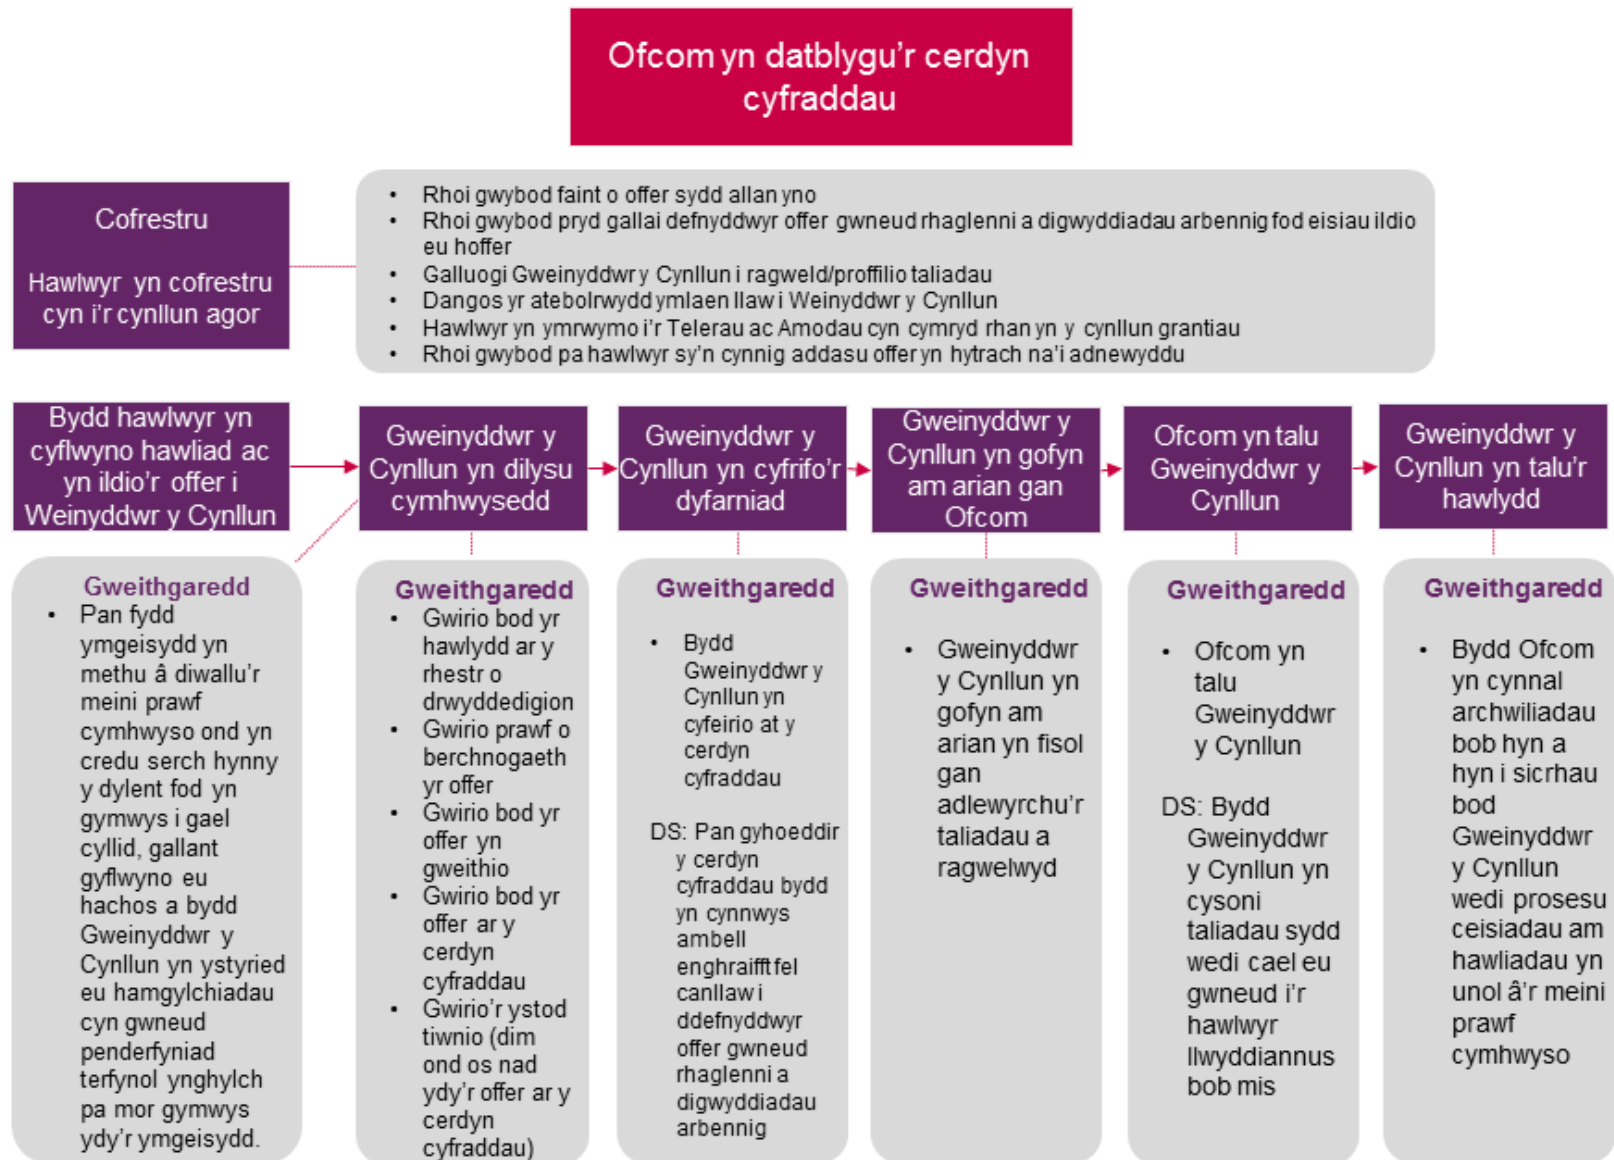 Ofcom yn datblygu'r cerdyn
cyfraddau
Cofrestru
Hawlwyr yn cofrestru
cyn i'r cynllun agor
• Rhoi gwybod faint o offer sydd allan yno
• Rhoi gwybod pryd gallai defnyddwyr offer gwneud rhaglenni a digwyddiadau arbennig fod eisiau ildio
eu hoffer
• Galluogi Gweinyddwr y Cynllun i ragweld/proffilio taliadau
• Dangos yr atebolrwydd ymlaen llaw i Weinyddwr y Cynllun
• Hawlwyr yn ymrwymo i'r Telerau ac Amodau cyn cymryd rhan yn y cynllun grantiau
• Rhoi gwybod pa hawlwyr sy'n cynnig addasu offer yn hytrach na'i adnewyddu
Bydd hawlwyr yn
cyflwyno hawliad ac
yn ildio'r offer i
Weinyddwr y Cynllun
Gweinyddwr y
Cynllun yn dilysu
cymhwysedd
Gweinyddwr y
Cynllun yn cyfrifo'r
dyfarniad
Gweinyddwr y
Cynllun yn gofyn
am arian gan
Ofcom
Ofcom yn talu
Gweinyddwr y
Cynllun
Gweinyddwr y
Cynllun yn talu'r
hawlydd
Gweithgaredd
• Pan fydd
ymgeisydd yn
methu â diwallu'r
meini prawf
cymhwyso ond yn
credu serch hynny
y dylent fod yn
gymwys i gael
cyllid, gallant
gyflwyno eu
hachos a bydd
Gweinyddwr y
Cynllun yn ystyried
eu hamgylchiadau
cyn gwneud
penderfyniad
terfynol ynghylch
pa mor gymwys
ydy'r ymgeisydd.
Gweithgaredd
• Gwirio bod yr
hawlydd ar y
rhestr o
drwyddedigion
• Gwirio prawf o
berchnogaeth
yr offer
• Gwirio bod yr
offer yn
gweithio
• Gwirio bod yr
offer ar y
cerdyn
cyfraddau
• Gwirio'r ystod
tiwnio (dim
ond os nad
ydy'r offer ar y
cerdyn
cyfraddau)
Gweithgaredd
• Bydd
Gweinyddwr y
Cynllun yn
cyfeirio at y
cerdyn
cyfraddau
DS: Pan gyhoeddir
y cerdyn
cyfraddau bydd
yn cynnwys
ambell
enghraifft fel
canllaw i
ddefnyddwyr
offer gwneud
rhaglenni a
digwyddiadau
arbennig
Gweithgaredd
• Gweinyddwr
y Cynllun yn
gofyn am
arian yn fisol
gan
adlewyrchu'r
taliadau a
ragwelwyd
Gweithgaredd
• Ofcom yn
talu
Gweinyddwr
y Cynllun
DS: Bydd
Gweinyddwr
y Cynllun yn
cysoni
taliadau sydd
wedi cael eu
gwneud i'r
hawlwyr
llwyddiannus
bob mis
Gweithgaredd
• Bydd Ofcom
yn cynnal
archwiliadau
bob hyn a
hyn i sicrhau
bod
Gweinyddwr
y Cynllun
wedi prosesu
ceisiadau am
hawliadau yn
unol â'r meini
prawf
cymhwyso